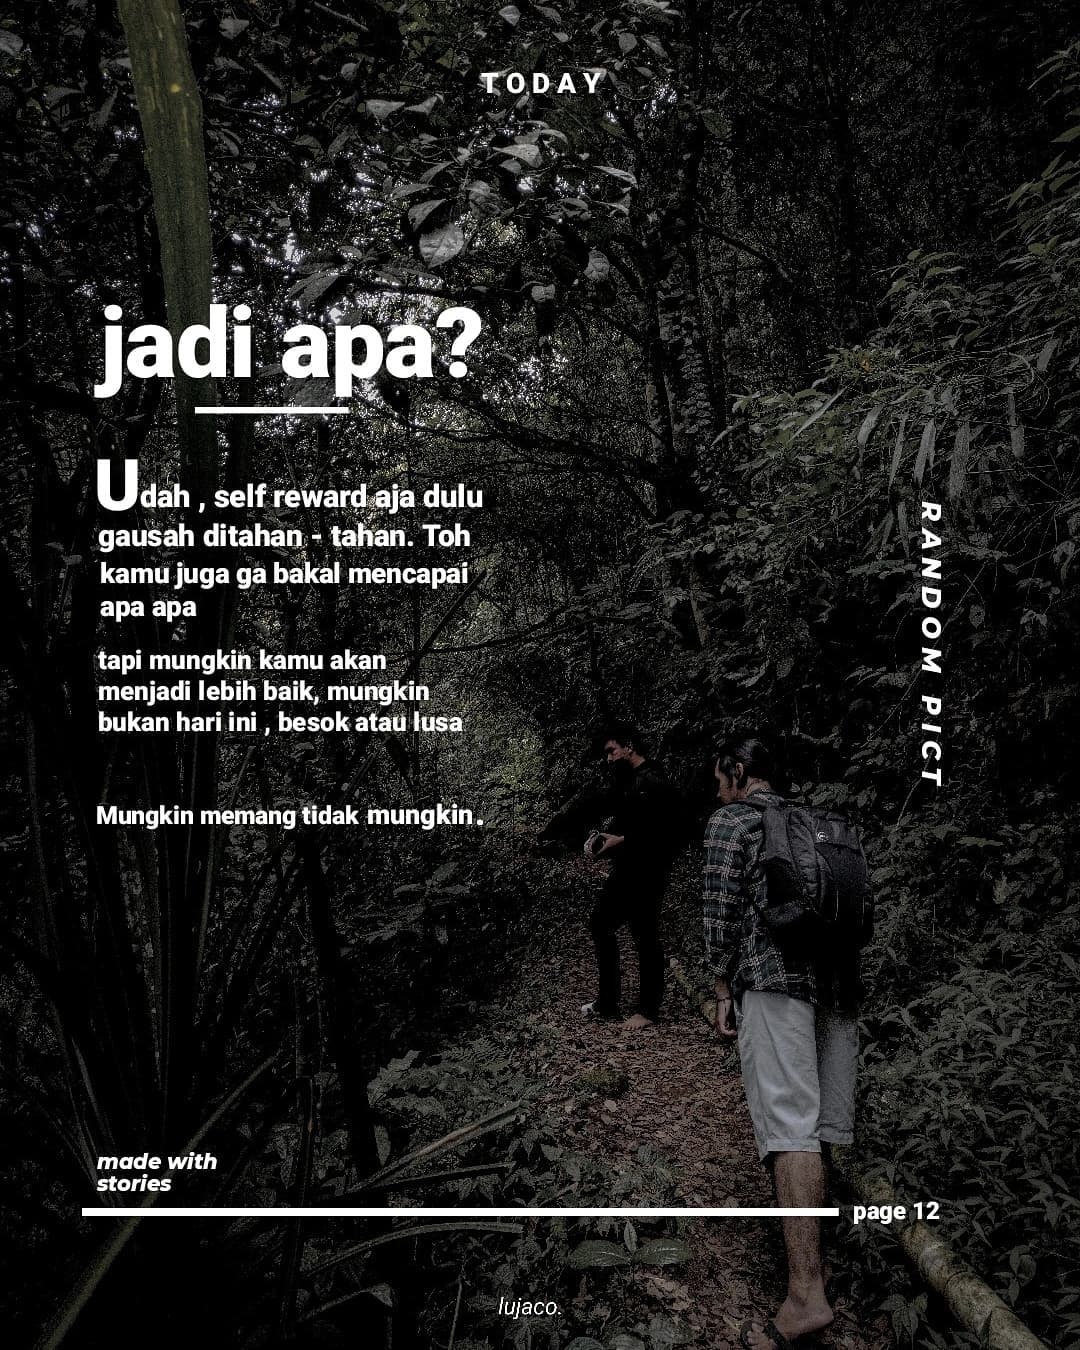 TODAY
jadi apa?
Udah , self reward aja dulu
gausah ditahan - tahan. Toh
kamu juga ga bakal mencapai
apa apa
tapi mungkin kamu akan
menjadi lebih baik, mungkin
bukan hari ini , besok atau lusa
Mungkin memang tidak mungkin.
RANDOM PICT
made with
stories
page 12
lujaco.